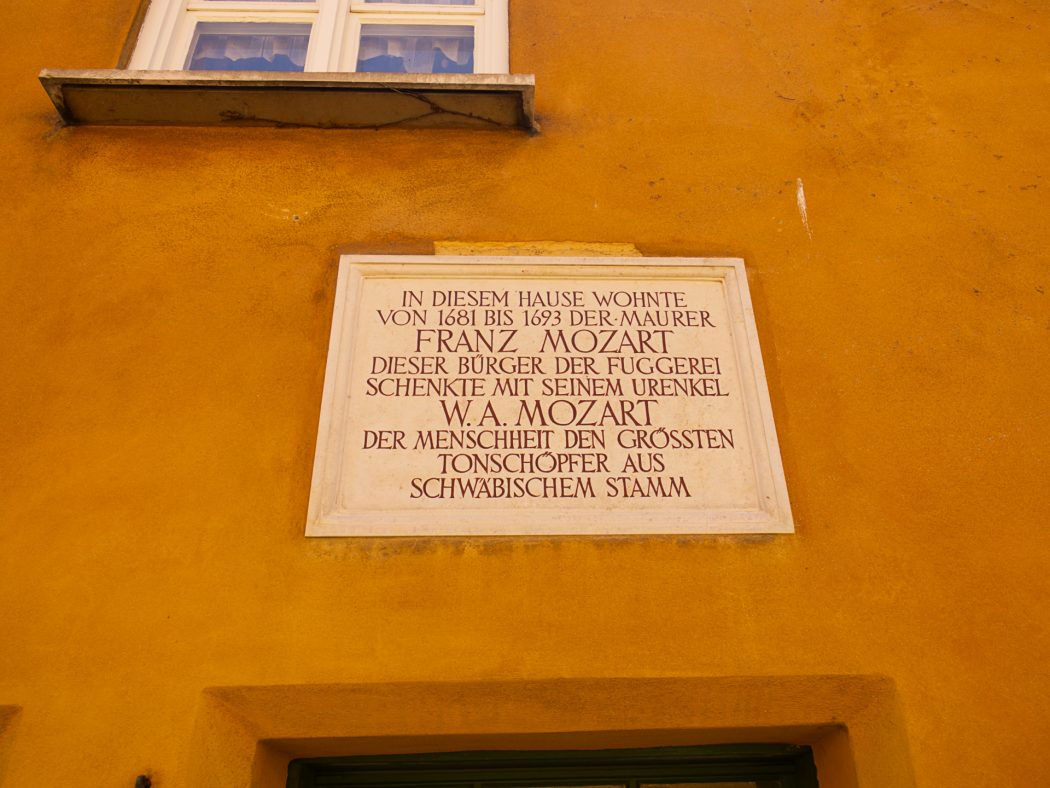 IN DIESEM HAUSE WOHNTE
VON 1681 BIS 1693 DER MAURER
FRANZ MOZART
DIESER BÜRGER DER FUGGEREI
SCHENKTE MIT SEINEM URENKEL
W. A. MOZART
DER MENSCHHEIT DEN GRÖSSTEN
TONSCHÖPFER AUS
SCHWÄBISCHEM STAMM